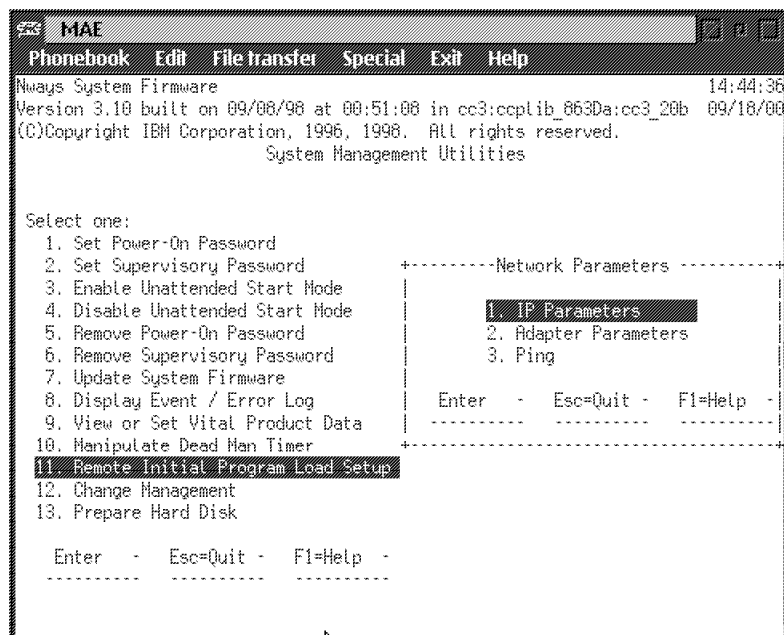 MAE
Phonebook Edit File transfer Special Exit Help
Nways System Firmware 14:44:36
Version 3.10 built on 09/08/98 at 00:51:08 in cc3:ccplib_863Da:cc3_20b 09/18/00
(C)Copyright IBM Corporation, 1996, 1998. All rights reserved.
System Management Utilities
Select one:
1. Set Power-On Password
2. Set Supervisory Password
3. Enable Unattended Start Mode
4. Disable Unattended Start Mode
5. Remove Power-On Password
6. Remove Supervisory Password
7. Update System Firmware
8. Display Event / Error Log
9. View or Set Vital Product Data
10. Manipulate Dead Man Timer
11. Remote Initial Program Load Setup
12. Change Management
13. Prepare Hard Disk
Enter - Esc=Quit - F1=Help -
Network Parameters
1. IP Parameters
2. Adapter Parameters
3. Ping
Enter - Esc=Quit - F1=Help -